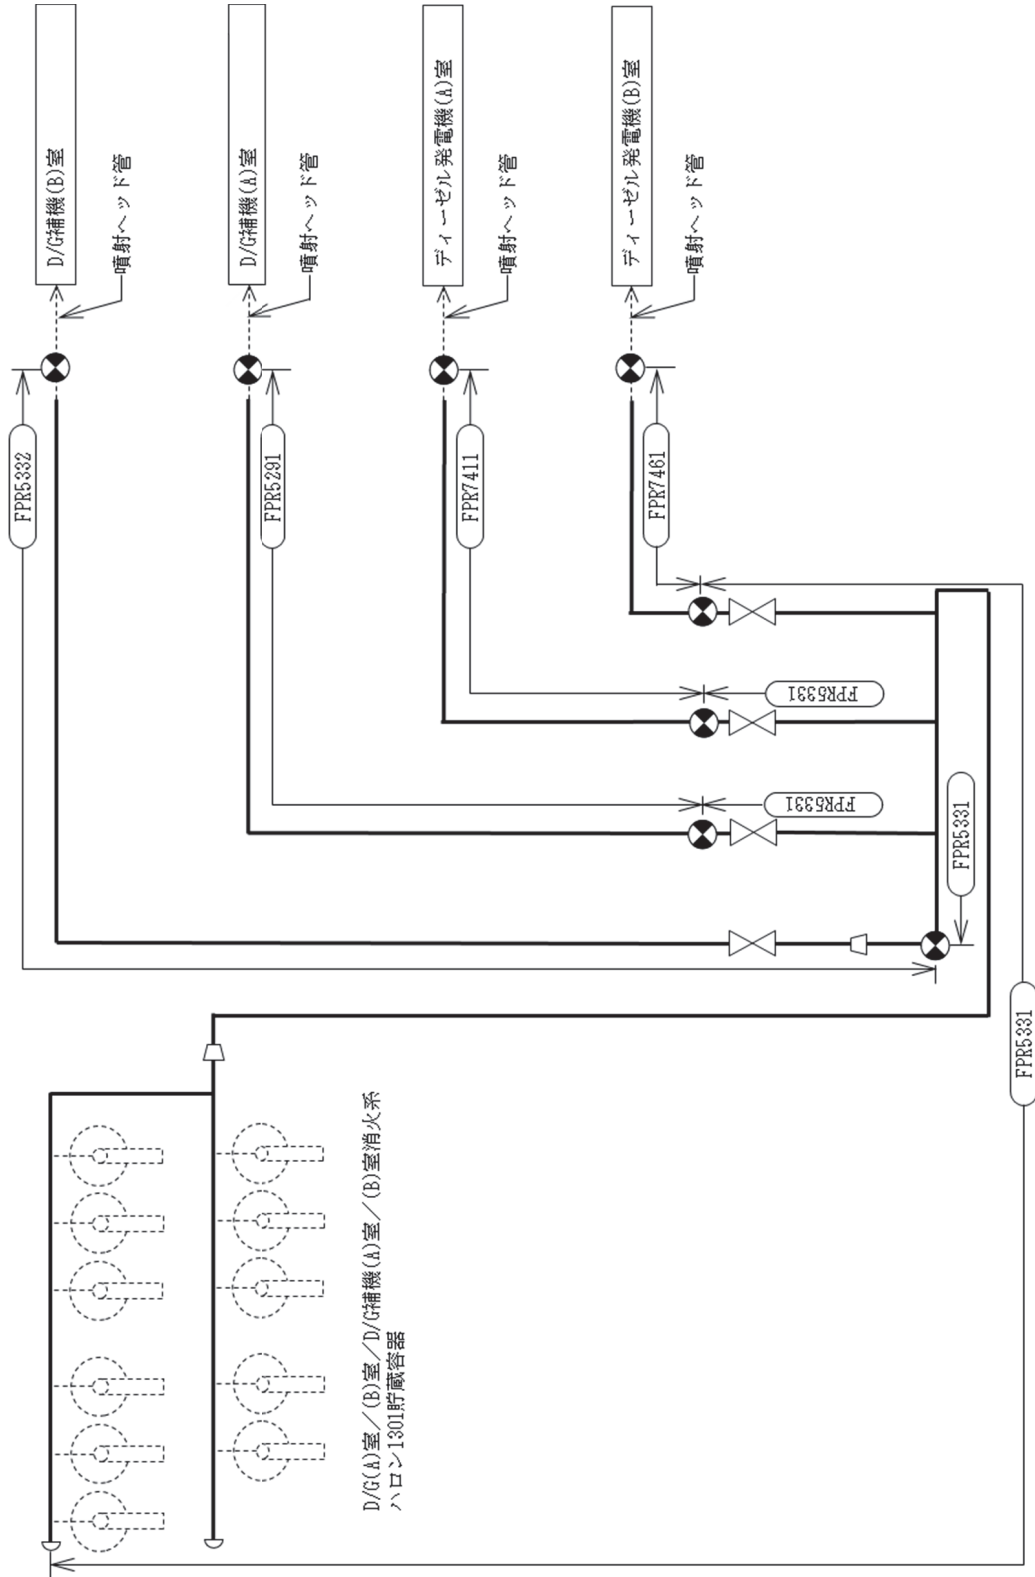 D/G補機(B)室
噴射ヘッド管
FPR5332
D/G補機(A)室
噴射ヘッド管
FPR5291
ディーゼル発電機(A)室
噴射ヘッド管
FPR7411
ディーゼル発電機(B)室
噴射ヘッド管
FPR7461
FPR5331
FPR5331
FPR5331
FPR5331
D/G(A)室/(B)室/D/G補機(A)室/(B)室消火系
ハロン1301貯蔵容器